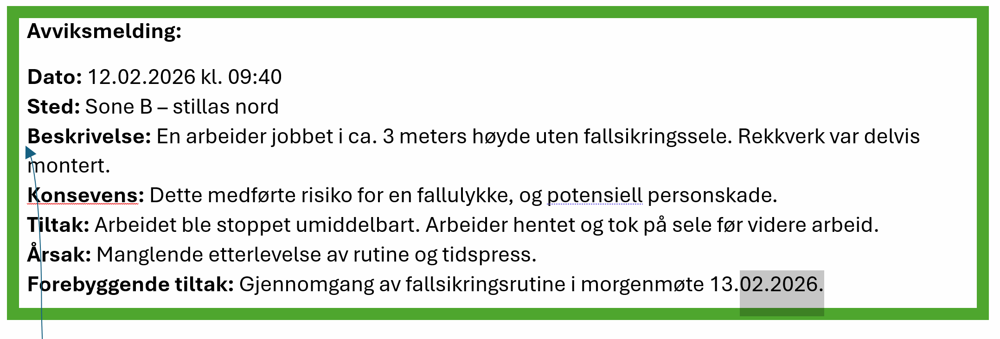 Avviksmelding:
Dato: 12.02.2026 kl. 09:40
Sted: Sone B – stillas nord
Beskrivelse: En arbeider jobbet i ca. 3 meters høyde uten fallsikringssele. Rekkverk var delvis
montert.
Konsevens: Dette medførte risiko for en fallulykke, og potensiell personskade.
Tiltak: Arbeidet ble stoppet umiddelbart. Arbeider hentet og tok på sele før videre arbeid.
Årsak: Manglende etterlevelse av rutine og tidspress.
Forebyggende tiltak: Gjennomgang av fallsikringsrutine i morgenmøte 13.02.2026.